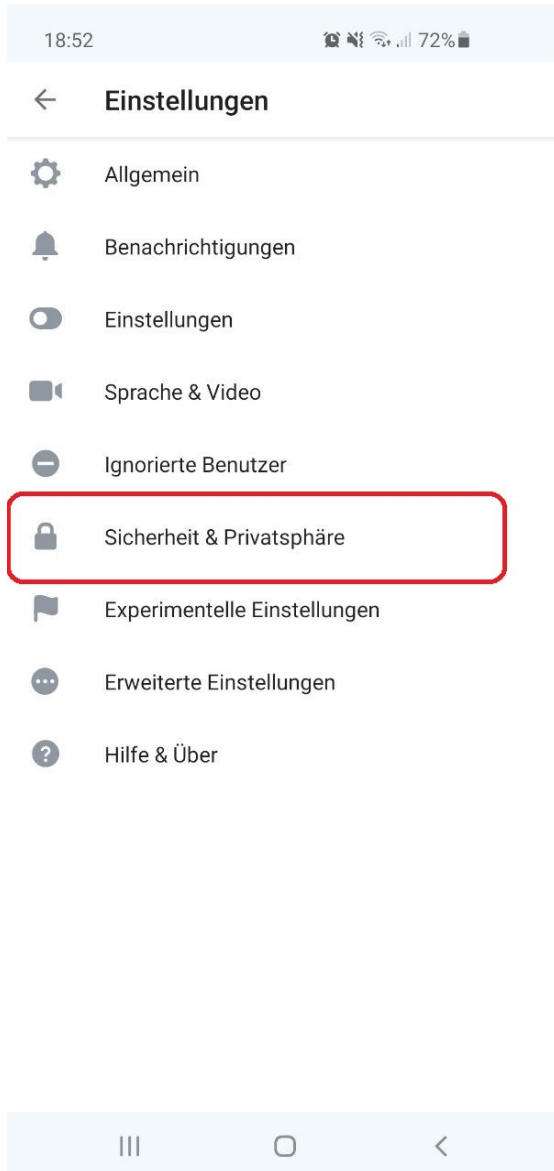 18:52 72%
Einstellungen
Allgemein
Benachrichtigungen
Einstellungen
Sprache & Video
Ignorierte Benutzer
Sicherheit & Privatsphäre
Experimentelle Einstellungen
Erweiterte Einstellungen
Hilfe & Über